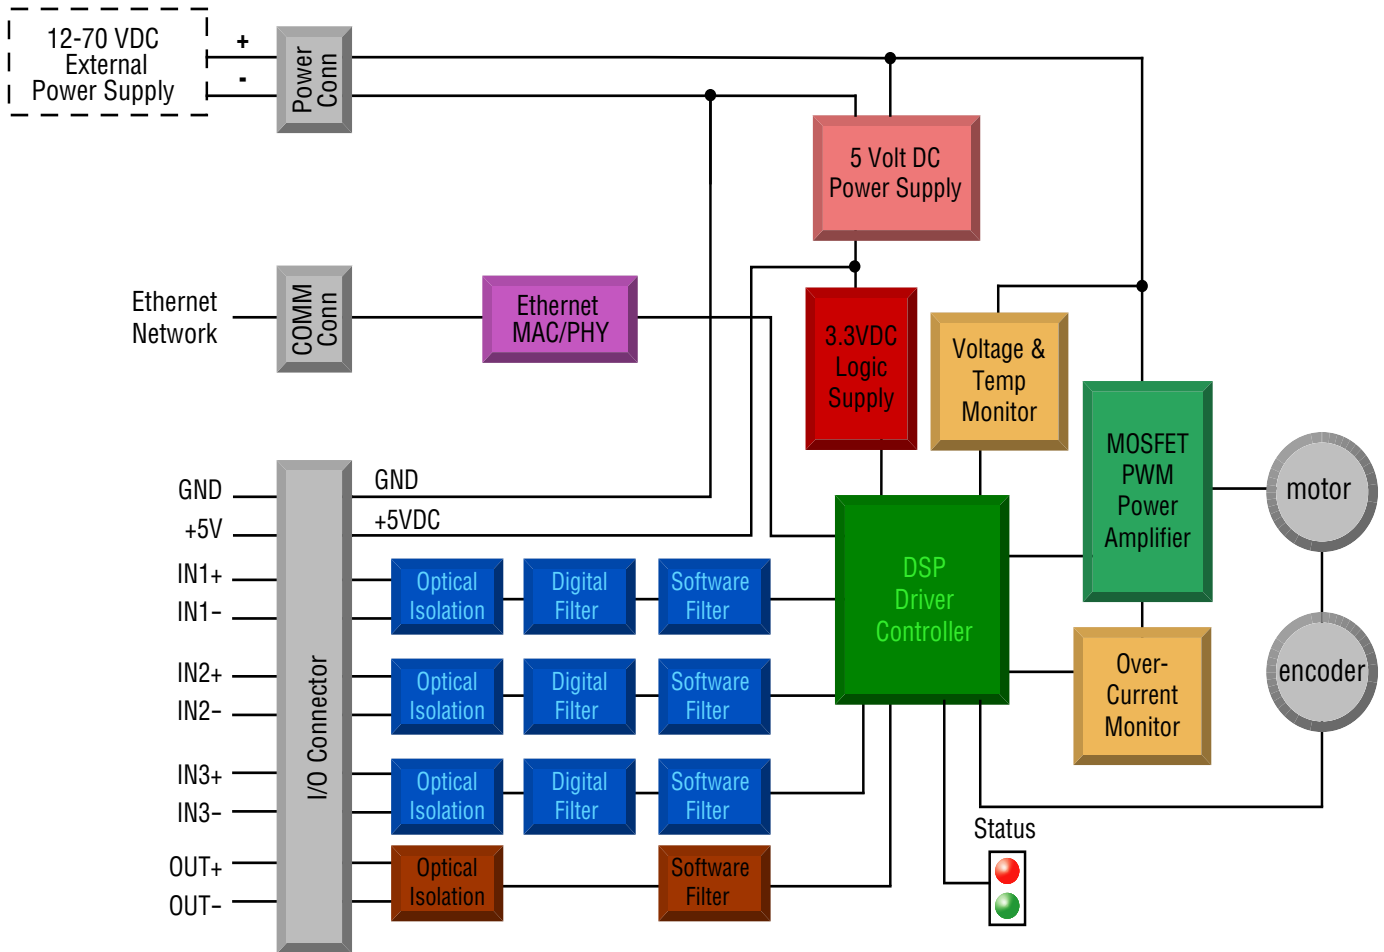 12-70 VDC
External
Power Supply
+
-
Power
Conn
5 Volt DC
Power Supply
Ethernet
Network
COMM
Conn
Ethernet
MAC/PHY
3.3VDC
Logic
Supply
Voltage &
Temp
Monitor
MOSFET
PWM
Power
Amplifier
motor
GND
+5V
IN1+
IN1-
IN2+
IN2-
IN3+
IN3-
OUT+
OUT-
I/O Connector
GND
+5VDC
Optical
Isolation
Digital
Filter
Software
Filter
Optical
Isolation
Digital
Filter
Software
Filter
Optical
Isolation
Digital
Filter
Software
Filter
Optical
Isolation
Software
Filter
DSP
Driver
Controller
Over-
Current
Monitor
encoder
Status